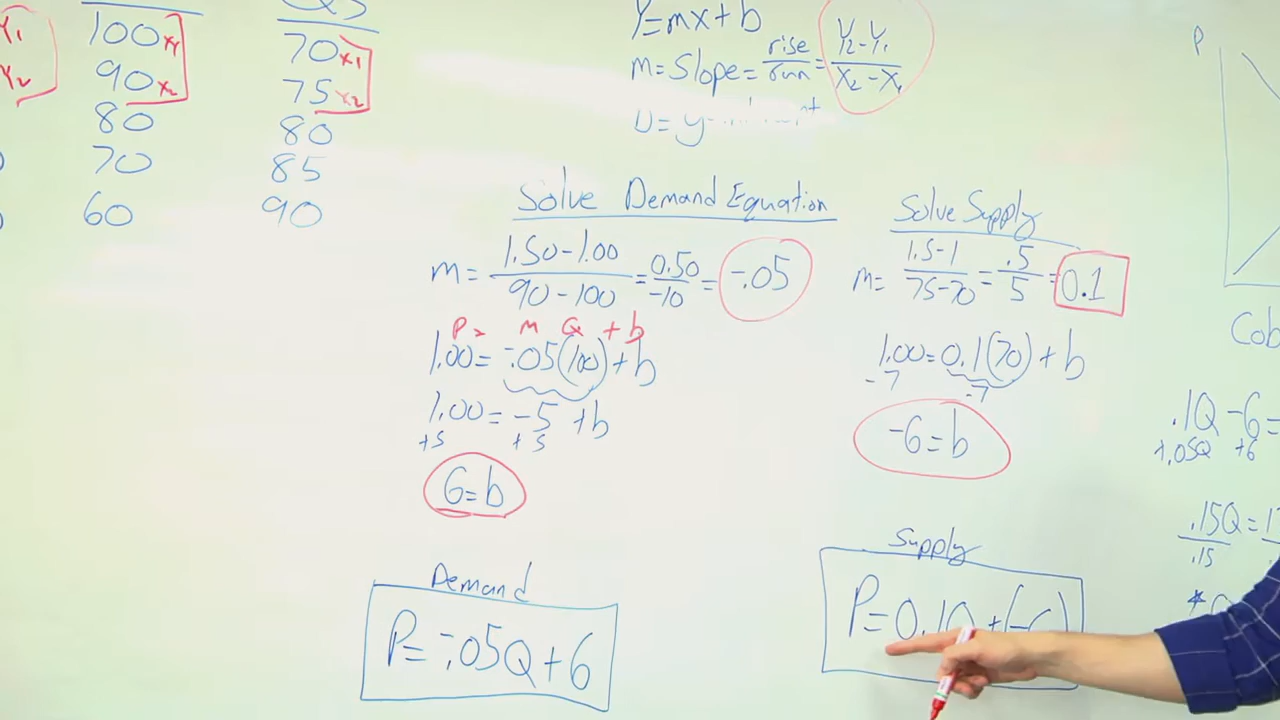 Y1 100 x1 70 x1
Y2 90 x2 75 x2
80 80
70 85
60 90
Y=mx+b
m=Slope= rise/run = Y2-Y1/X2-X1
P
Solve Demand Equation
m= 1.50-1.00/90-100 = 0.50/-10 = -.05
P= m Q + b
1.00= -.05(100)+b
1.00= -5 +b
+5 +5
6=b
Demand
P=-.05Q+6
Solve Supply
m= 1.5-1/75-70 = .5/5 = 0.1
1.00=0.1(70)+b
-7 -7
-6=b
Supply
P=0.1Q+(-6)
.1Q-6=
+.05Q +6
.15Q=
.15
*Q